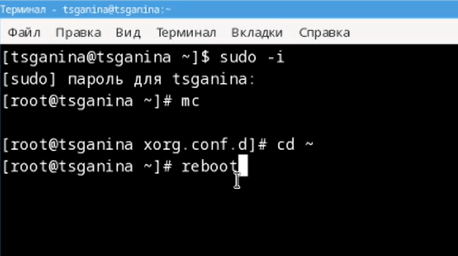 Терминал - tsganina@tsganina:~
Файл Правка Вид Терминал Вкладки Справка
[tsganina@tsganina ~]$ sudo -i
[sudo] пароль для tsganina:
[root@tsganina ~]# mc
[root@tsganina xorg.conf.d]# cd ~
[root@tsganina ~]# reboot